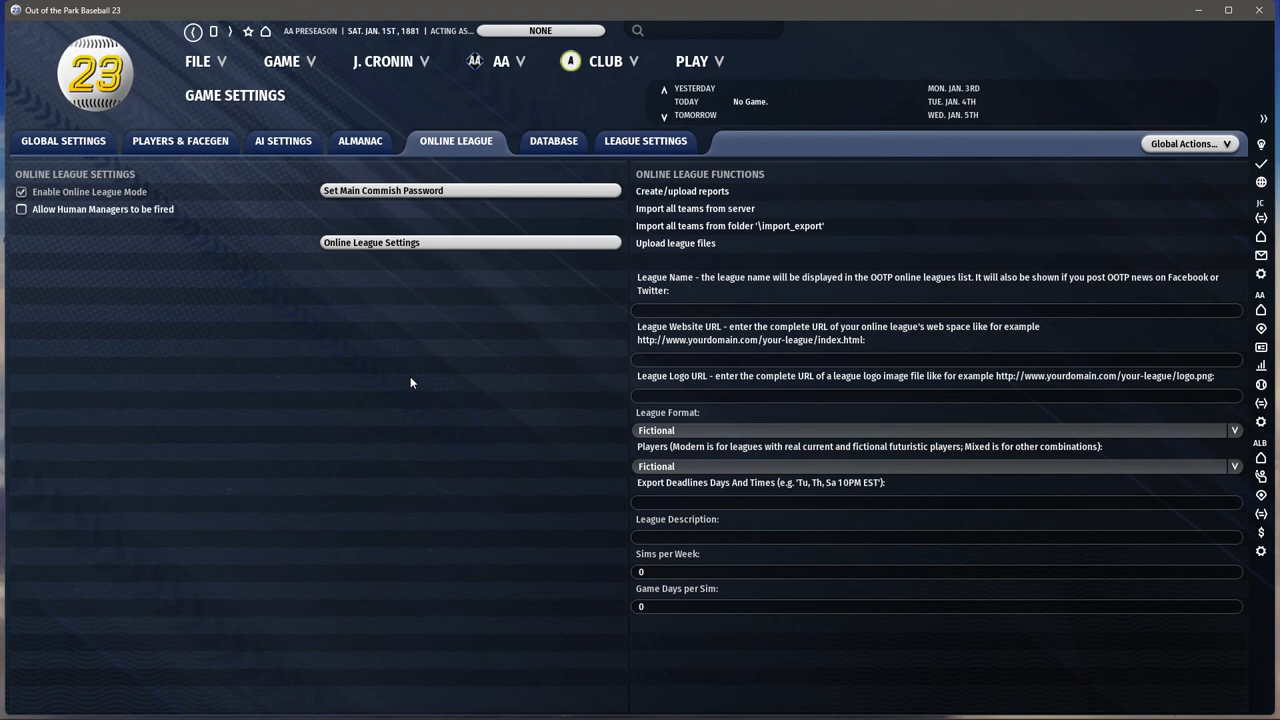 Out of the Park Baseball 23
AA PRESEASON | SAT. JAN. 1ST , 1881 | ACTING AS... NONE
23
FILE GAME J. CRONIN AA AA A CLUB PLAY
GAME SETTINGS
YESTERDAY MON. JAN. 3RD
TODAY No Game. TUE. JAN. 4TH
TOMORROW WED. JAN. 5TH
GLOBAL SETTINGS PLAYERS & FACEGEN AI SETTINGS ALMANAC ONLINE LEAGUE DATABASE LEAGUE SETTINGS Global Actions...
ONLINE LEAGUE SETTINGS
Enable Online League Mode Set Main Commish Password
Allow Human Managers to be fired
Online League Settings
ONLINE LEAGUE FUNCTIONS
Create/upload reports
Import all teams from server
Import all teams from folder '\import_export'
Upload league files
League Name - the league name will be displayed in the OOTP online leagues list. It will also be shown if you post OOTP news on Facebook or
Twitter:
League Website URL - enter the complete URL of your online league's web space like for example
http://www.yourdomain.com/your-league/index.html:
League Logo URL - enter the complete URL of a league logo image file like for example http://www.yourdomain.com/your-league/logo.png:
League Format:
Fictional
Players (Modern is for leagues with real current and fictional futuristic players; Mixed is for other combinations):
Fictional
Export Deadlines Days And Times (e.g. 'Tu, Th, Sa 10PM EST'):
League Description:
Sims per Week:
0
Game Days per Sim:
0
JC
AA
ALB